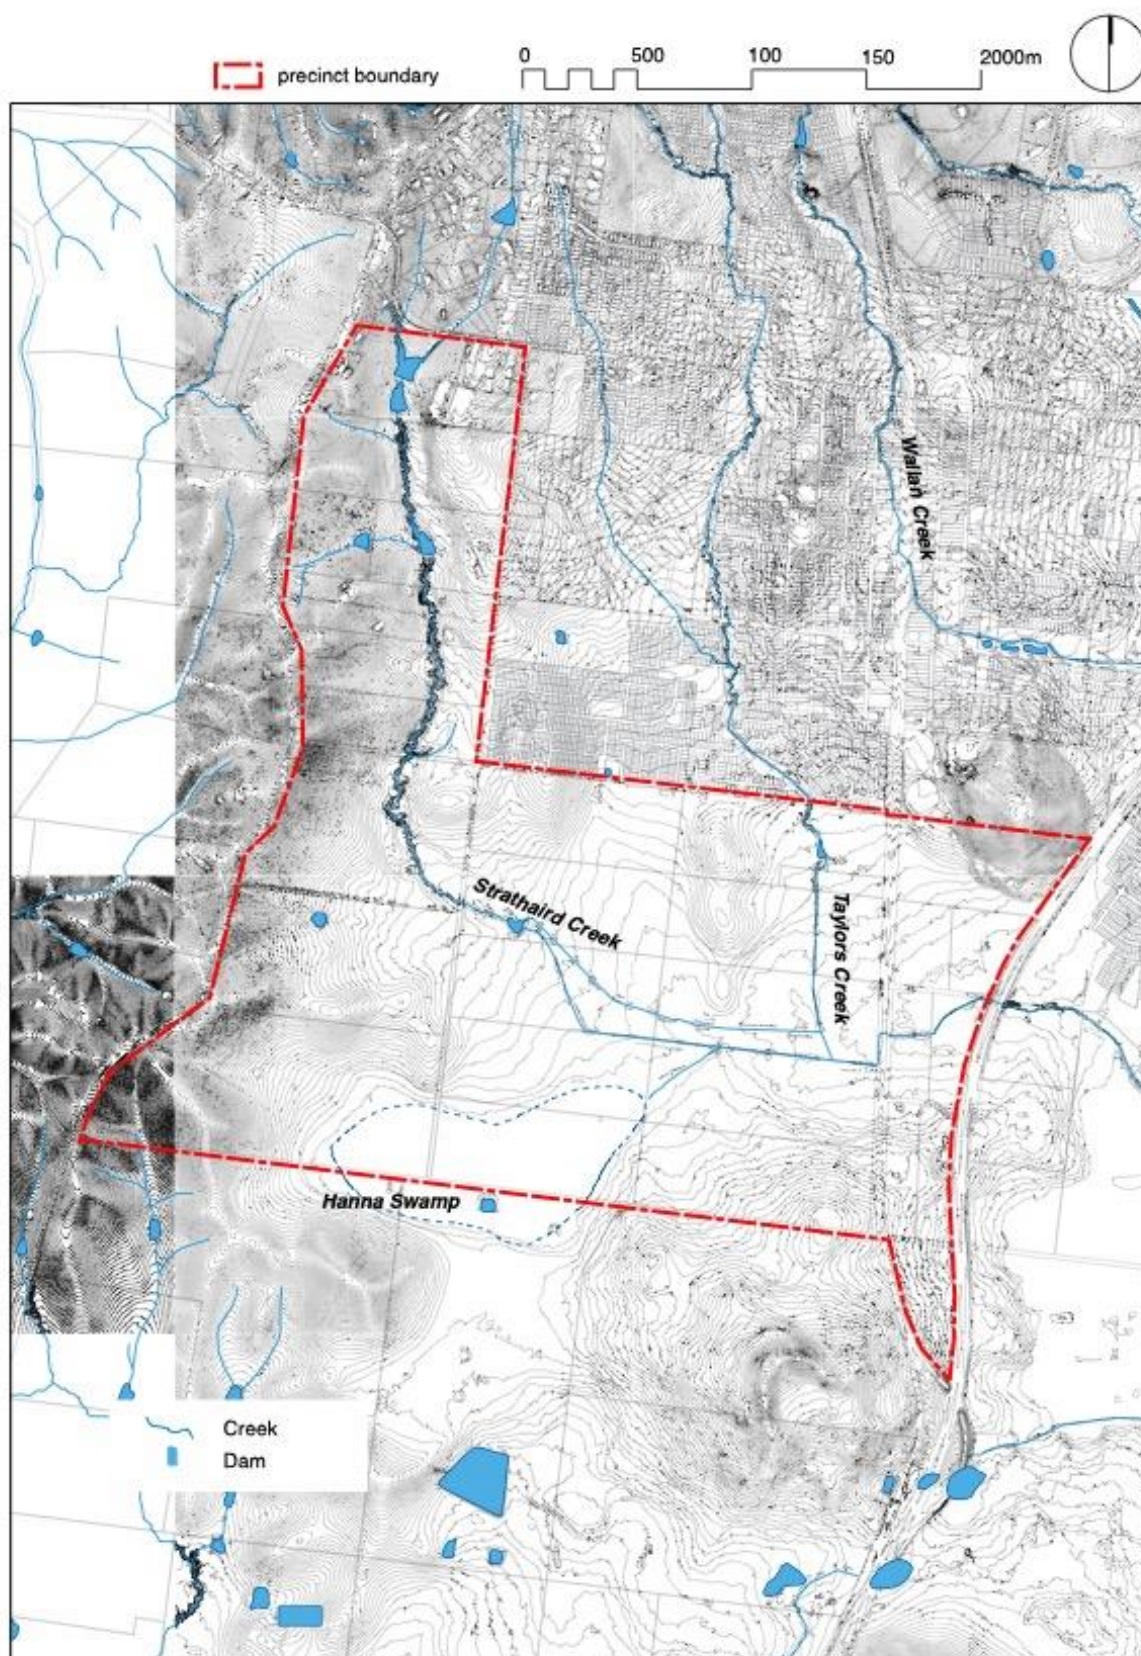 0 500 100 150 2000m
precinct boundary
Wallan Creek
Strathaird Creek
Taylors Creek
Hanna Swamp
Creek
Dam